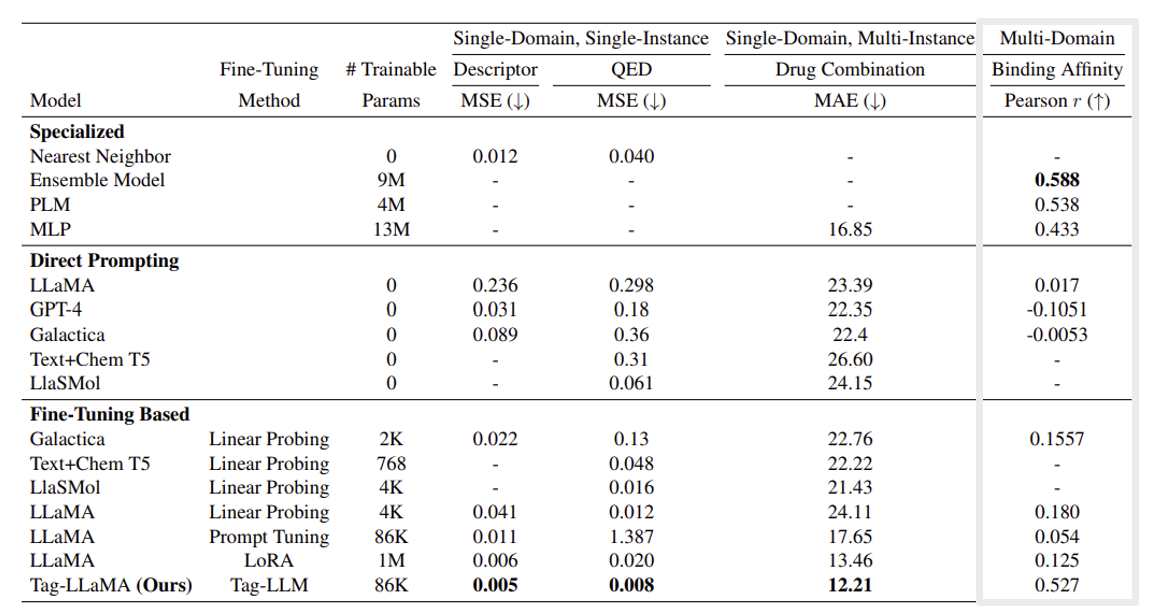 Single-Domain, Single-Instance Single-Domain, Multi-Instance Multi-Domain
Fine-Tuning # Trainable Descriptor QED Drug Combination Binding Affinity
Model Method Params MSE (↓) MSE (↓) MAE (↓) Pearson r (↑)
Specialized
Nearest Neighbor 0 0.012 0.040 - -
Ensemble Model 9M - - - 0.588
PLM 4M - - - 0.538
MLP 13M - - 16.85 0.433
Direct Prompting
LLaMA 0 0.236 0.298 23.39 0.017
GPT-4 0 0.031 0.18 22.35 -0.1051
Galactica 0 0.089 0.36 22.4 -0.0053
Text+Chem T5 0 - 0.31 26.60 -
LlaSMol 0 - 0.061 24.15 -
Fine-Tuning Based
Galactica Linear Probing 2K 0.022 0.13 22.76 0.1557
Text+Chem T5 Linear Probing 768 - 0.048 22.22 -
LlaSMol Linear Probing 4K - 0.016 21.43 -
LLaMA Linear Probing 4K 0.041 0.012 24.11 0.180
LLaMA Prompt Tuning 86K 0.011 1.387 17.65 0.054
LLaMA LoRA 1M 0.006 0.020 13.46 0.125
Tag-LLaMA (Ours) Tag-LLM 86K 0.005 0.008 12.21 0.527